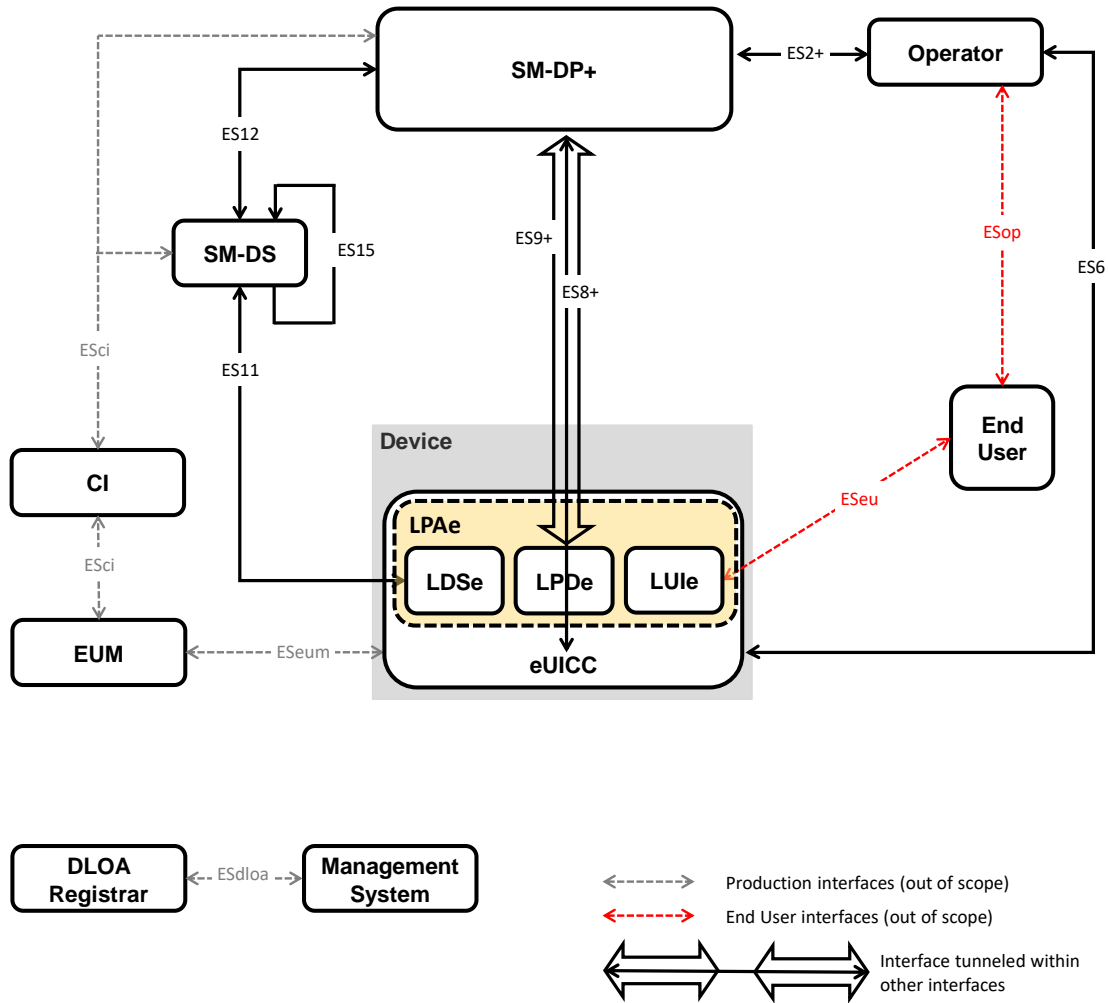 SM-DP+
ES2+
Operator
ES12
SM-DS
ES15
ES9+
ES8+
ESop
ES6
ESci
ES11
Device
End
User
CI
ESeu
LPAe
LDSe
LPDe
LUIe
ESci
EUM
ESeum
eUICC
DLOA
Registrar
ESdloa
Management
System
Production interfaces (out of scope)
End User interfaces (out of scope)
Interface tunneled within
other interfaces